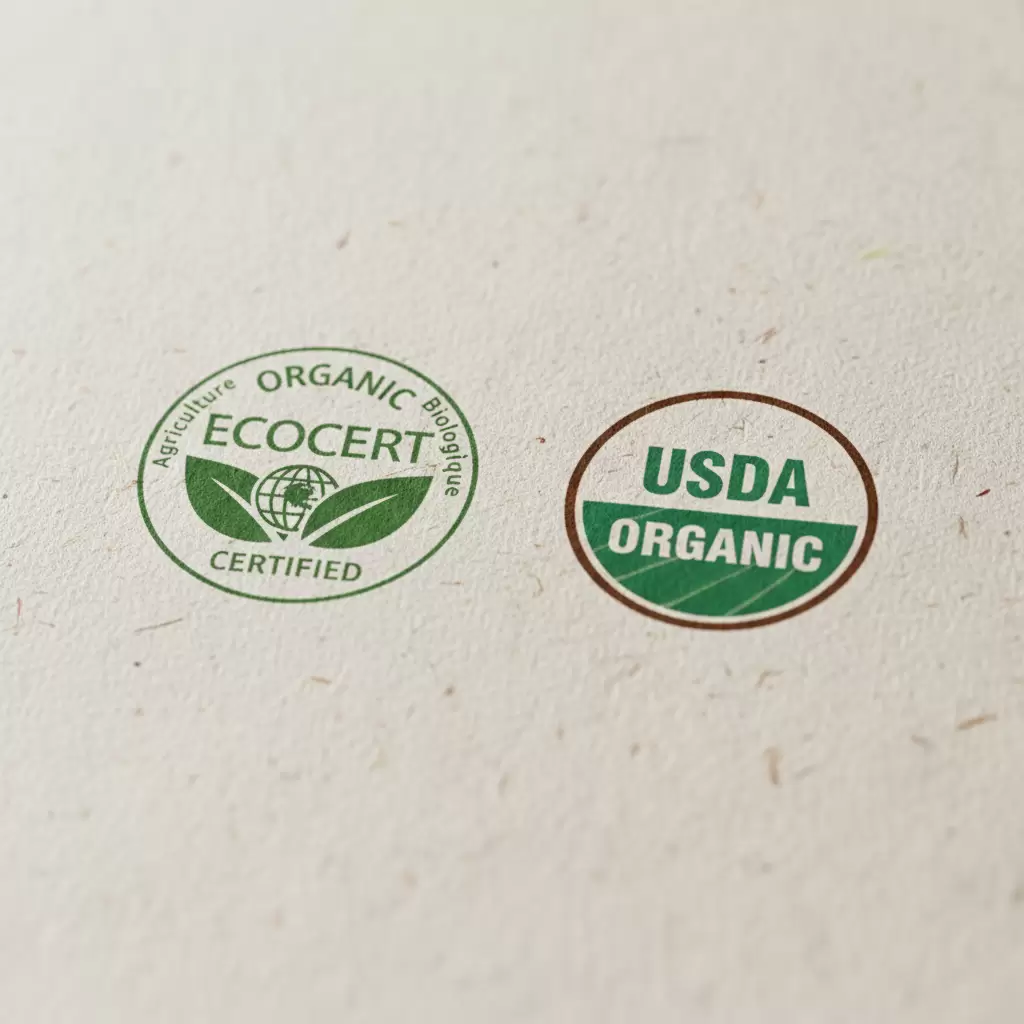 Agriculture ORGANIC Biologique
ECOCERT
CERTIFIED
USDA
ORGANIC